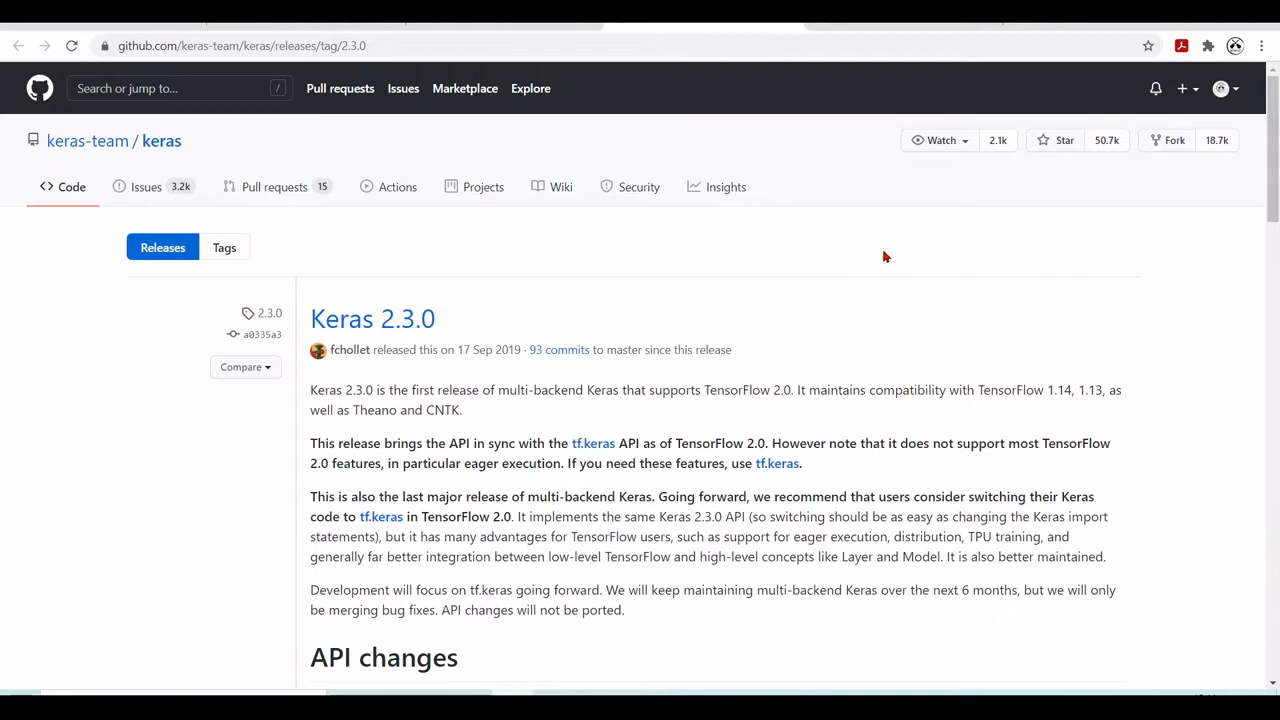 github.com/keras-team/keras/releases/tag/2.3.0
Search or jump to...
/
Pull requests
Issues
Marketplace
Explore
keras-team / keras
Watch
2.1k
Star
50.7k
Fork
18.7k
Code
Issues
3.2k
Pull requests
15
Actions
Projects
Wiki
Security
Insights
Releases
Tags
2.3.0
a0335a3
Compare
Keras 2.3.0
fchollet released this on 17 Sep 2019 · 93 commits to master since this release
Keras 2.3.0 is the first release of multi-backend Keras that supports TensorFlow 2.0. It maintains compatibility with TensorFlow 1.14, 1.13, as
well as Theano and CNTK.
This release brings the API in sync with the tf.keras API as of TensorFlow 2.0. However note that it does not support most TensorFlow
2.0 features, in particular eager execution. If you need these features, use tf.keras.
This is also the last major release of multi-backend Keras. Going forward, we recommend that users consider switching their Keras
code to tf.keras in TensorFlow 2.0. It implements the same Keras 2.3.0 API (so switching should be as easy as changing the Keras import
statements), but it has many advantages for TensorFlow users, such as support for eager execution, distribution, TPU training, and
generally far better integration between low-level TensorFlow and high-level concepts like Layer and Model. It is also better maintained.
Development will focus on tf.keras going forward. We will keep maintaining multi-backend Keras over the next 6 months, but we will only
be merging bug fixes. API changes will not be ported.
API changes